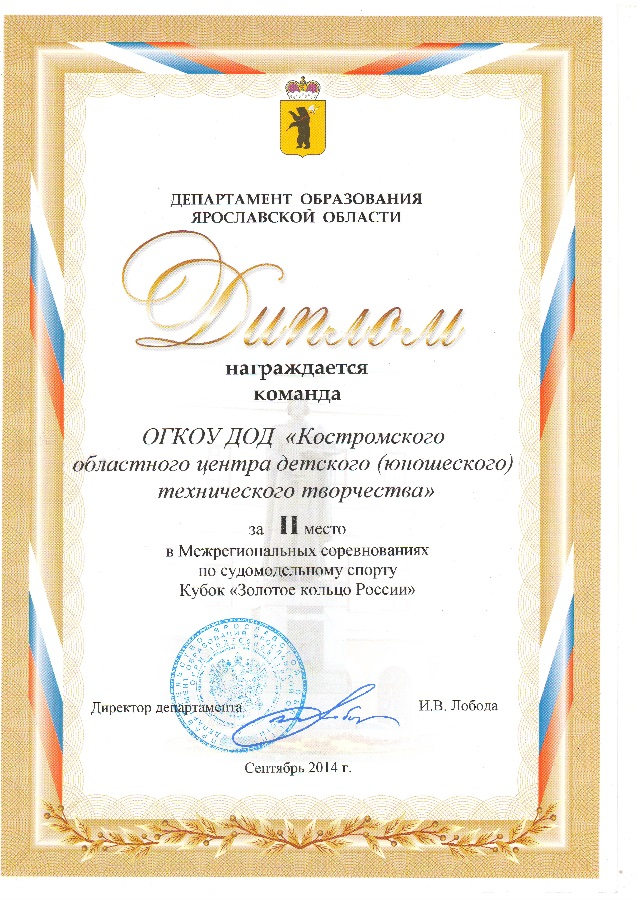 ДЕПАРТАМЕНТ ОБРАЗОВАНИЯ
ЯРОСЛАВСКОЙ ОБЛАСТИ
Диплом
награждается
команда
ОГКОУ ДОД «Костромского
областного центра детского (юношеского)
технического творчества»
за II место
в Межрегиональных соревнованиях
по судомодельному спорту
Кубок «Золотое кольцо России»
Директор департамента
И.В. Лобода
Сентябрь 2014 г.